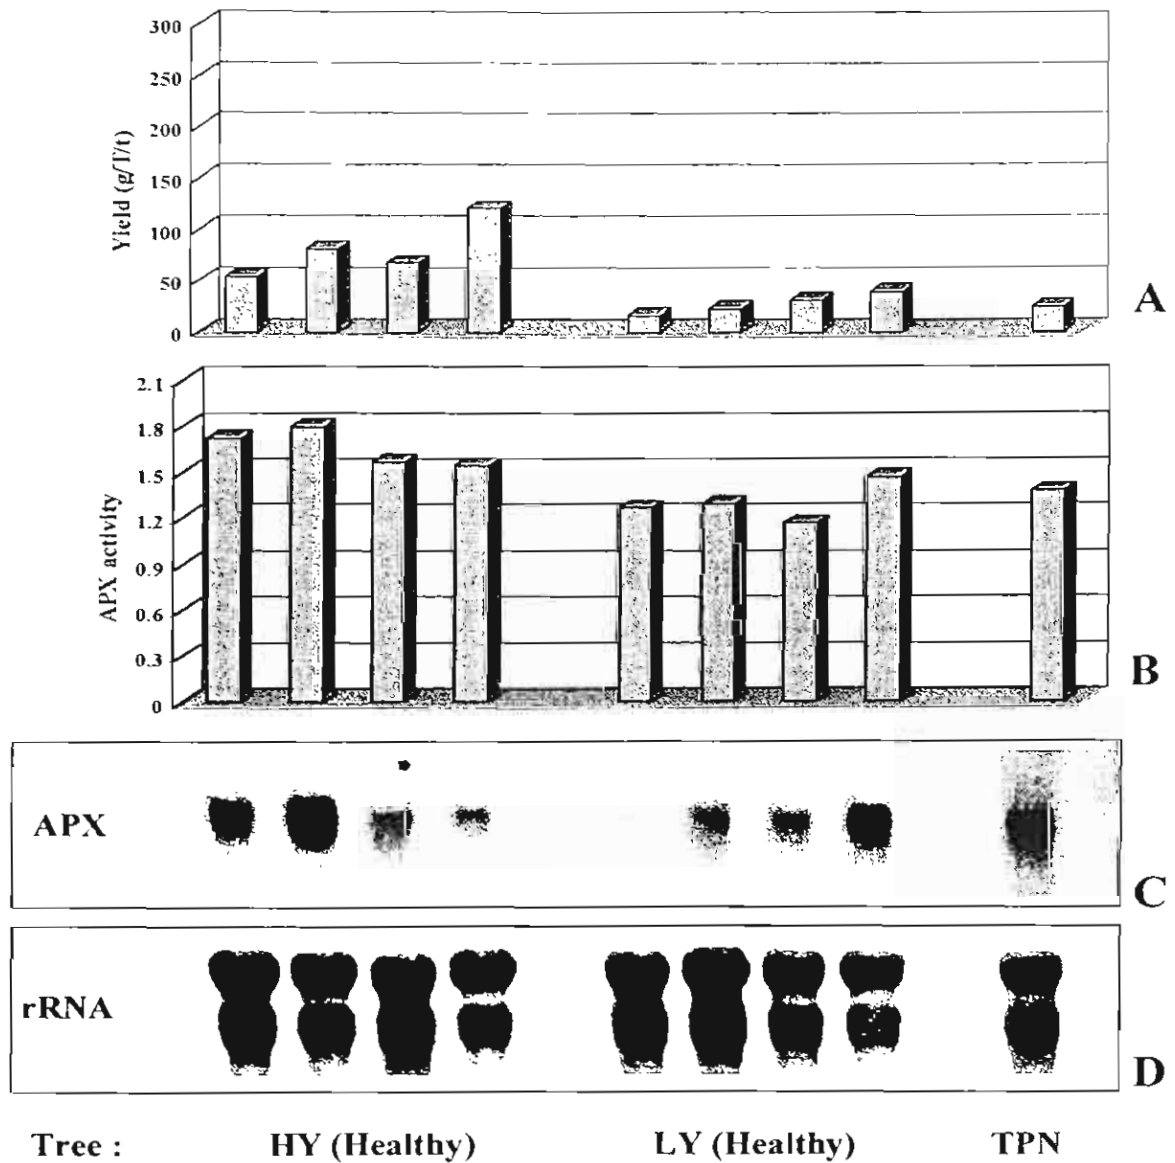 300
250
200
150
100
50
0
Yield (g/T/t)
A
2.1
1.8
1.5
1.2
0.9
0.6
0.3
0
APX activity
B
APX
C
rRNA
D
Tree : HY (Healthy) LY (Healthy) TPN